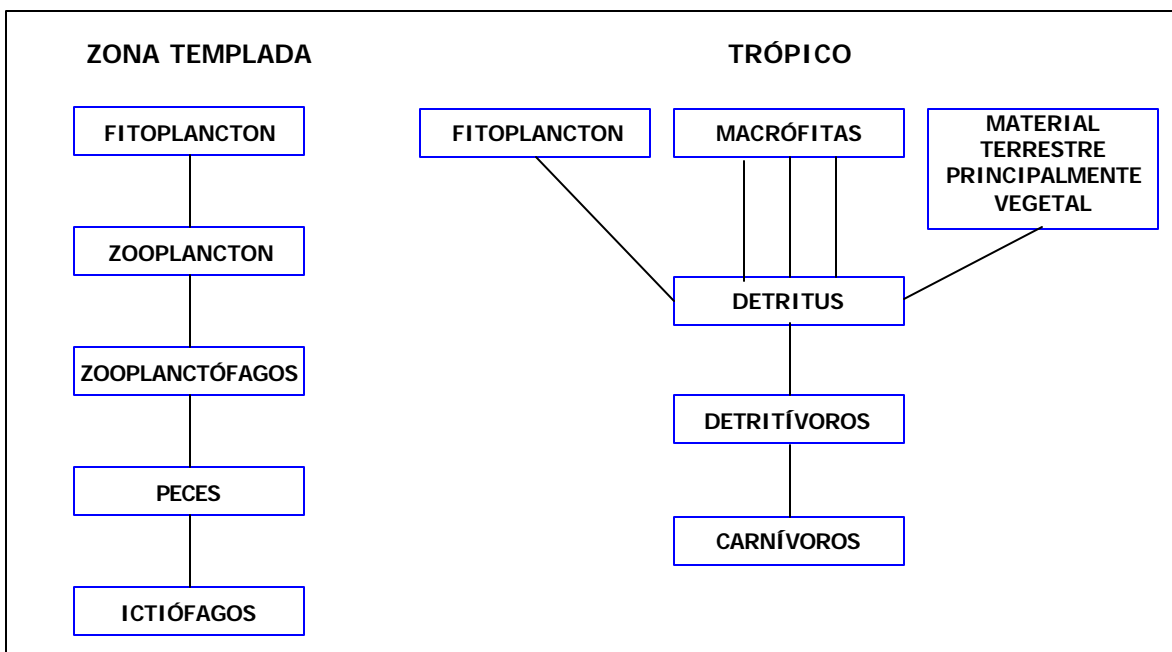 ZONA TEMPLADA
FITOPLANCTON
ZOOPLANCTON
ZOOPLANCTÓFAGOS
PECES
ICTIÓFAGOS
TRÓPICO
FITOPLANCTON
MACRÓFITAS
MATERIAL
TERRESTRE
PRINCIPALMENTE
VEGETAL
DETRITUS
DETRITÍVOROS
CARNÍVOROS